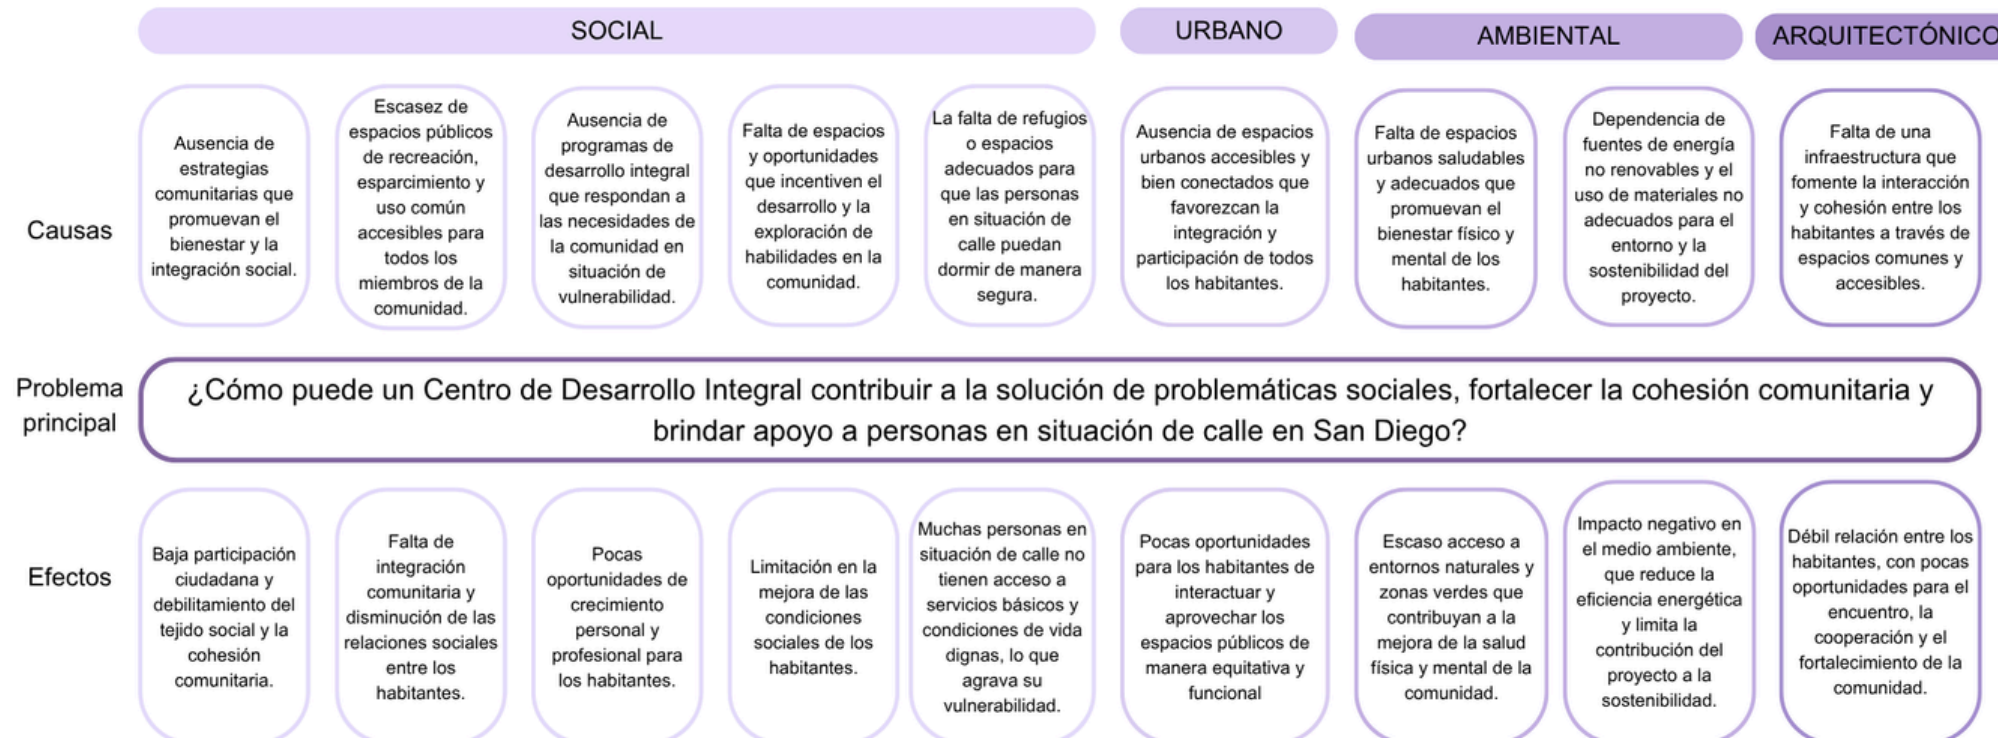 SOCIAL
URBANO
AMBIENTAL
ARQUITECTÓNICO
Causas
Ausencia de
estrategias
comunitarias que
promuevan el
bienestar y la
integración social.
Escasez de
espacios públicos
de recreación,
esparcimiento y
uso común
accesibles para
todos los
miembros de la
comunidad.
Ausencia de
programas de
desarrollo integral
que respondan a
las necesidades de
la comunidad en
situación de
vulnerabilidad.
Falta de espacios
y oportunidades
que incentiven el
desarrollo y la
exploración de
habilidades en la
comunidad.
La falta de refugios
o espacios
adecuados para
que las personas
en situación de
calle puedan
dormir de manera
segura.
Ausencia de espacios
urbanos accesibles y
bien conectados que
favorezcan la
integración y
participación de todos
los habitantes.
Falta de espacios
urbanos saludables
y adecuados que
promuevan el
bienestar físico y
mental de los
habitantes.
Dependencia de
fuentes de energía
no renovables y el
uso de materiales no
adecuados para el
entorno y la
sostenibilidad del
proyecto.
Falta de una
infraestructura que
fomente la interacción
y cohesión entre los
habitantes a través de
espacios comunes y
accesibles.
Problema
principal
¿Cómo puede un Centro de Desarrollo Integral contribuir a la solución de problemáticas sociales, fortalecer la cohesión comunitaria y
brindar apoyo a personas en situación de calle en San Diego?
Efectos
Baja participación
ciudadana y
debilitamiento del
tejido social y la
cohesión
comunitaria.
Falta de
integración
comunitaria y
disminución de las
relaciones sociales
entre los
habitantes.
Pocas
oportunidades de
crecimiento
personal y
profesional para
los habitantes.
Limitación en la
mejora de las
condiciones
sociales de los
habitantes.
Muchas personas en
situación de calle no
tienen acceso a
servicios básicos y
condiciones de vida
dignas, lo que
agrava su
vulnerabilidad.
Pocas oportunidades
para los habitantes de
interactuar y
aprovechar los
espacios públicos de
manera equitativa y
funcional
Escaso acceso a
entornos naturales y
zonas verdes que
contribuyan a la
mejora de la salud
física y mental de la
comunidad.
Impacto negativo en
el medio ambiente,
que reduce la
eficiencia energética
y limita la
contribución del
proyecto a la
sostenibilidad.
Débil relación entre los
habitantes, con pocas
oportunidades para el
encuentro, la
cooperación y el
fortalecimiento de la
comunidad.